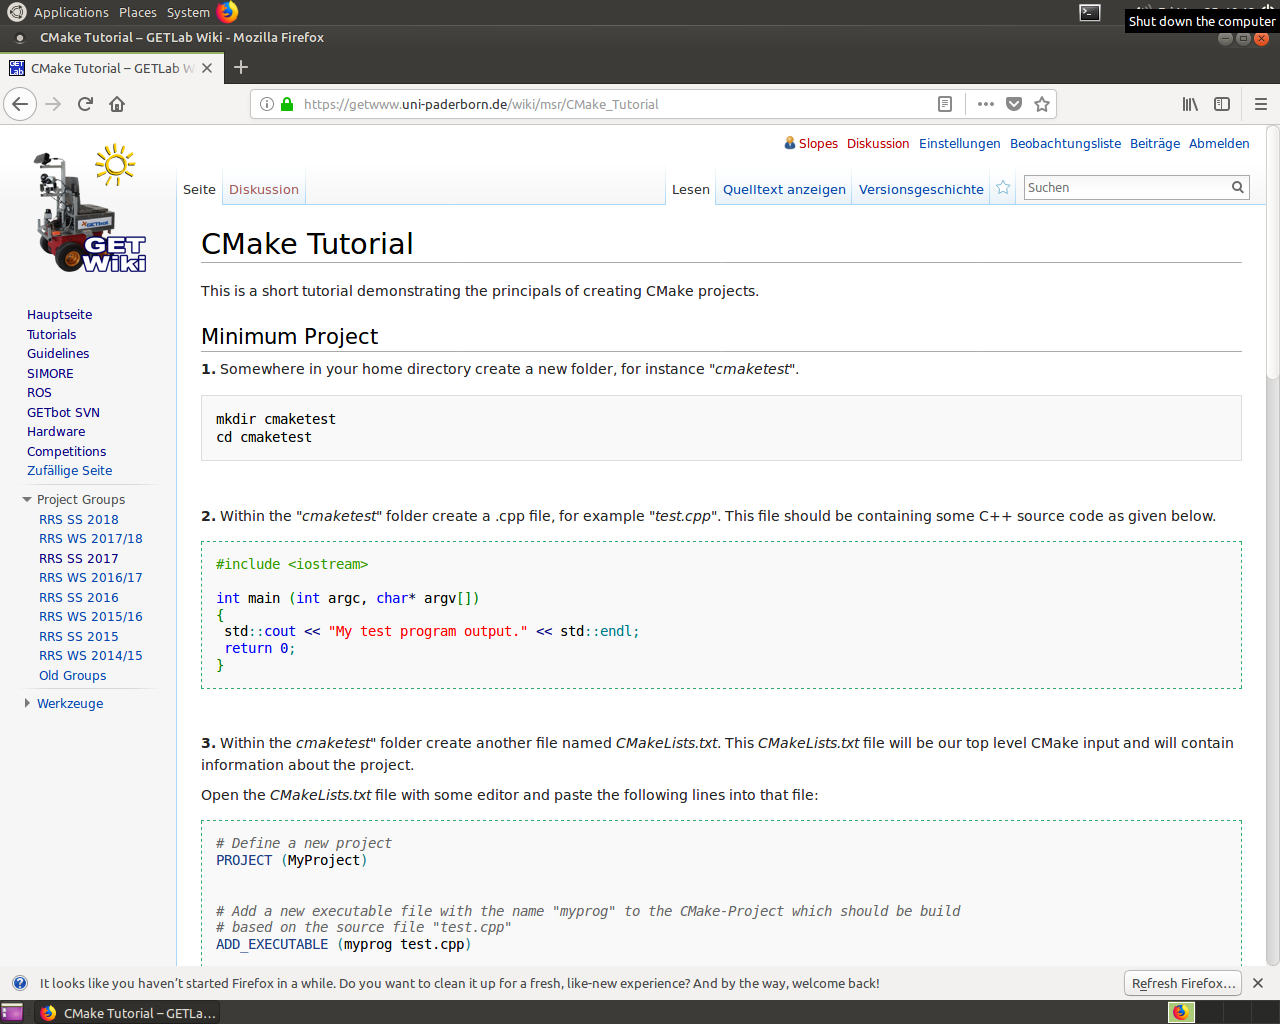 Applications Places System
Shut down the computer
CMake Tutorial – GETLab Wiki - Mozilla Firefox
CMake Tutorial – GETLab W
https://getwww.uni-paderborn.de/wiki/msr/CMake_Tutorial
Slopes Diskussion Einstellungen Beobachtungsliste Beiträge Abmelden
Seite Diskussion Lesen Quelltext anzeigen Versionsgeschichte Suchen
GET Wiki
Hauptseite
Tutorials
Guidelines
SIMORE
ROS
GETbot SVN
Hardware
Competitions
Zufällige Seite
Project Groups
RRS SS 2018
RRS WS 2017/18
RRS SS 2017
RRS WS 2016/17
RRS SS 2016
RRS WS 2015/16
RRS SS 2015
RRS WS 2014/15
Old Groups
Werkzeuge
CMake Tutorial
This is a short tutorial demonstrating the principals of creating CMake projects.
Minimum Project
1. Somewhere in your home directory create a new folder, for instance "cmaketest".
mkdir cmaketest
cd cmaketest
2. Within the "cmaketest" folder create a .cpp file, for example "test.cpp". This file should be containing some C++ source code as given below.
#include <iostream>
int main (int argc, char* argv[])
{
std::cout << "My test program output." << std::endl;
return 0;
}
3. Within the cmaketest" folder create another file named CMakeLists.txt. This CMakeLists.txt file will be our top level CMake input and will contain
information about the project.
Open the CMakeLists.txt file with some editor and paste the following lines into that file:
# Define a new project
PROJECT (MyProject)
# Add a new executable file with the name "myprog" to the CMake-Project which should be build
# based on the source file "test.cpp"
ADD_EXECUTABLE (myprog test.cpp)
It looks like you haven't started Firefox in a while. Do you want to clean it up for a fresh, like-new experience? And by the way, welcome back!
Refresh Firefox...
CMake Tutorial – GETLa...